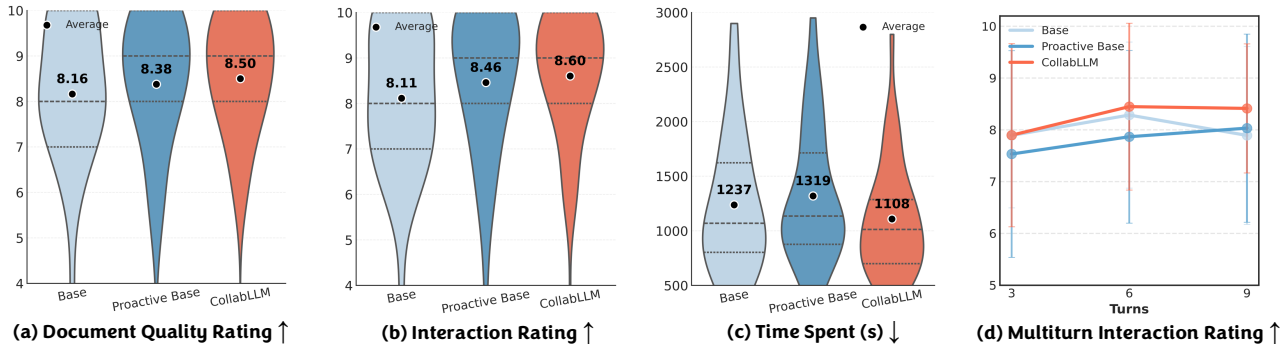 10
9
8
7
6
5
4
Average
8.16
8.38
8.50
Base
Proactive Base
CollabLLM
(a) Document Quality Rating ↑
10
9
8
7
6
5
4
Average
8.11
8.46
8.60
Base
Proactive Base
CollabLLM
(b) Interaction Rating ↑
3000
2500
2000
1500
1000
500
Average
1237
1319
1108
Base
Proactive Base
CollabLLM
(c) Time Spent (s) ↓
10
9
8
7
6
5
Base
Proactive Base
CollabLLM
3
6
9
Turns
(d) Multiturn Interaction Rating ↑